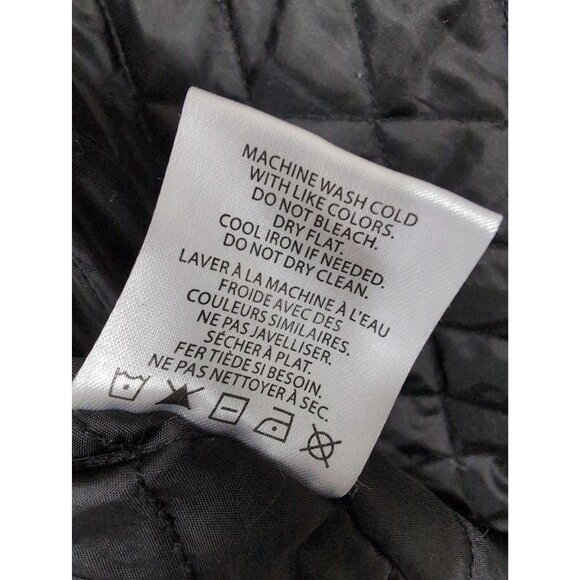 MACHINE WASH COLD
WITH LIKE COLORS.
DO NOT BLEACH.
DRY FLAT.
COOL IRON IF NEEDED.
DO NOT DRY CLEAN.
LAVER À LA MACHINE À L'EAU
FROIDE AVEC DES
COULEURS SIMILAIRES.
NE PAS JAVELLISER.
SÉCHER À PLAT.
FER TIÈDE SI BESOIN.
NE PAS NETTOYER À SEC.